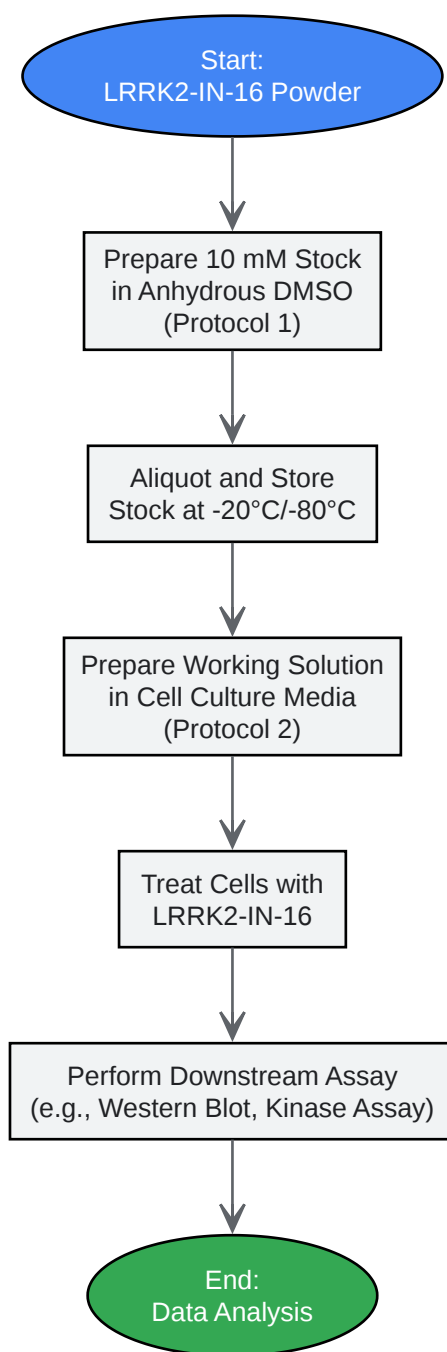 Start:
LRRK2-IN-16 Powder
Prepare 10 mM Stock
in Anhydrous DMSO
(Protocol 1)
Aliquot and Store
Stock at -20°C/-80°C
Prepare Working Solution
in Cell Culture Media
(Protocol 2)
Treat Cells with
LRRK2-IN-16
Perform Downstream Assay
(e.g., Western Blot, Kinase Assay)
End:
Data Analysis